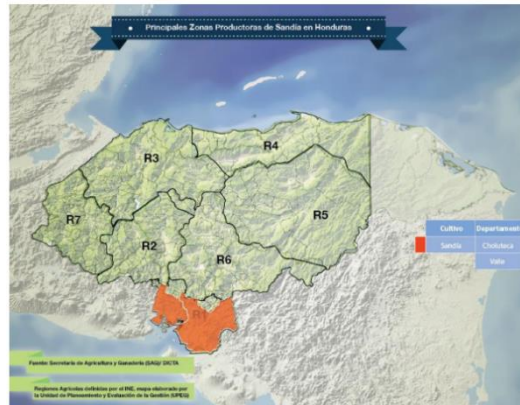 Principales Zonas Productoras de Sandía en Honduras
R4
R3
R5
R7
R2
R6
R1
Cultivo Departamento
Sandía Choluteca
Valle
Fuente: Secretaria de Agricultura y Ganadería (SAG)/ DICTA
Regiones Agrícolas definidas por el INE, mapa elaborado por
la Unidad de Planeamiento y Evaluación de la Gestión (UPEG)